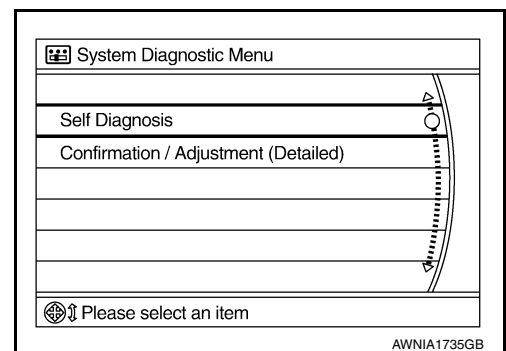 System Diagnostic Menu
Self Diagnosis
Confirmation / Adjustment (Detailed)
Please select an item
AWNIA1735GB